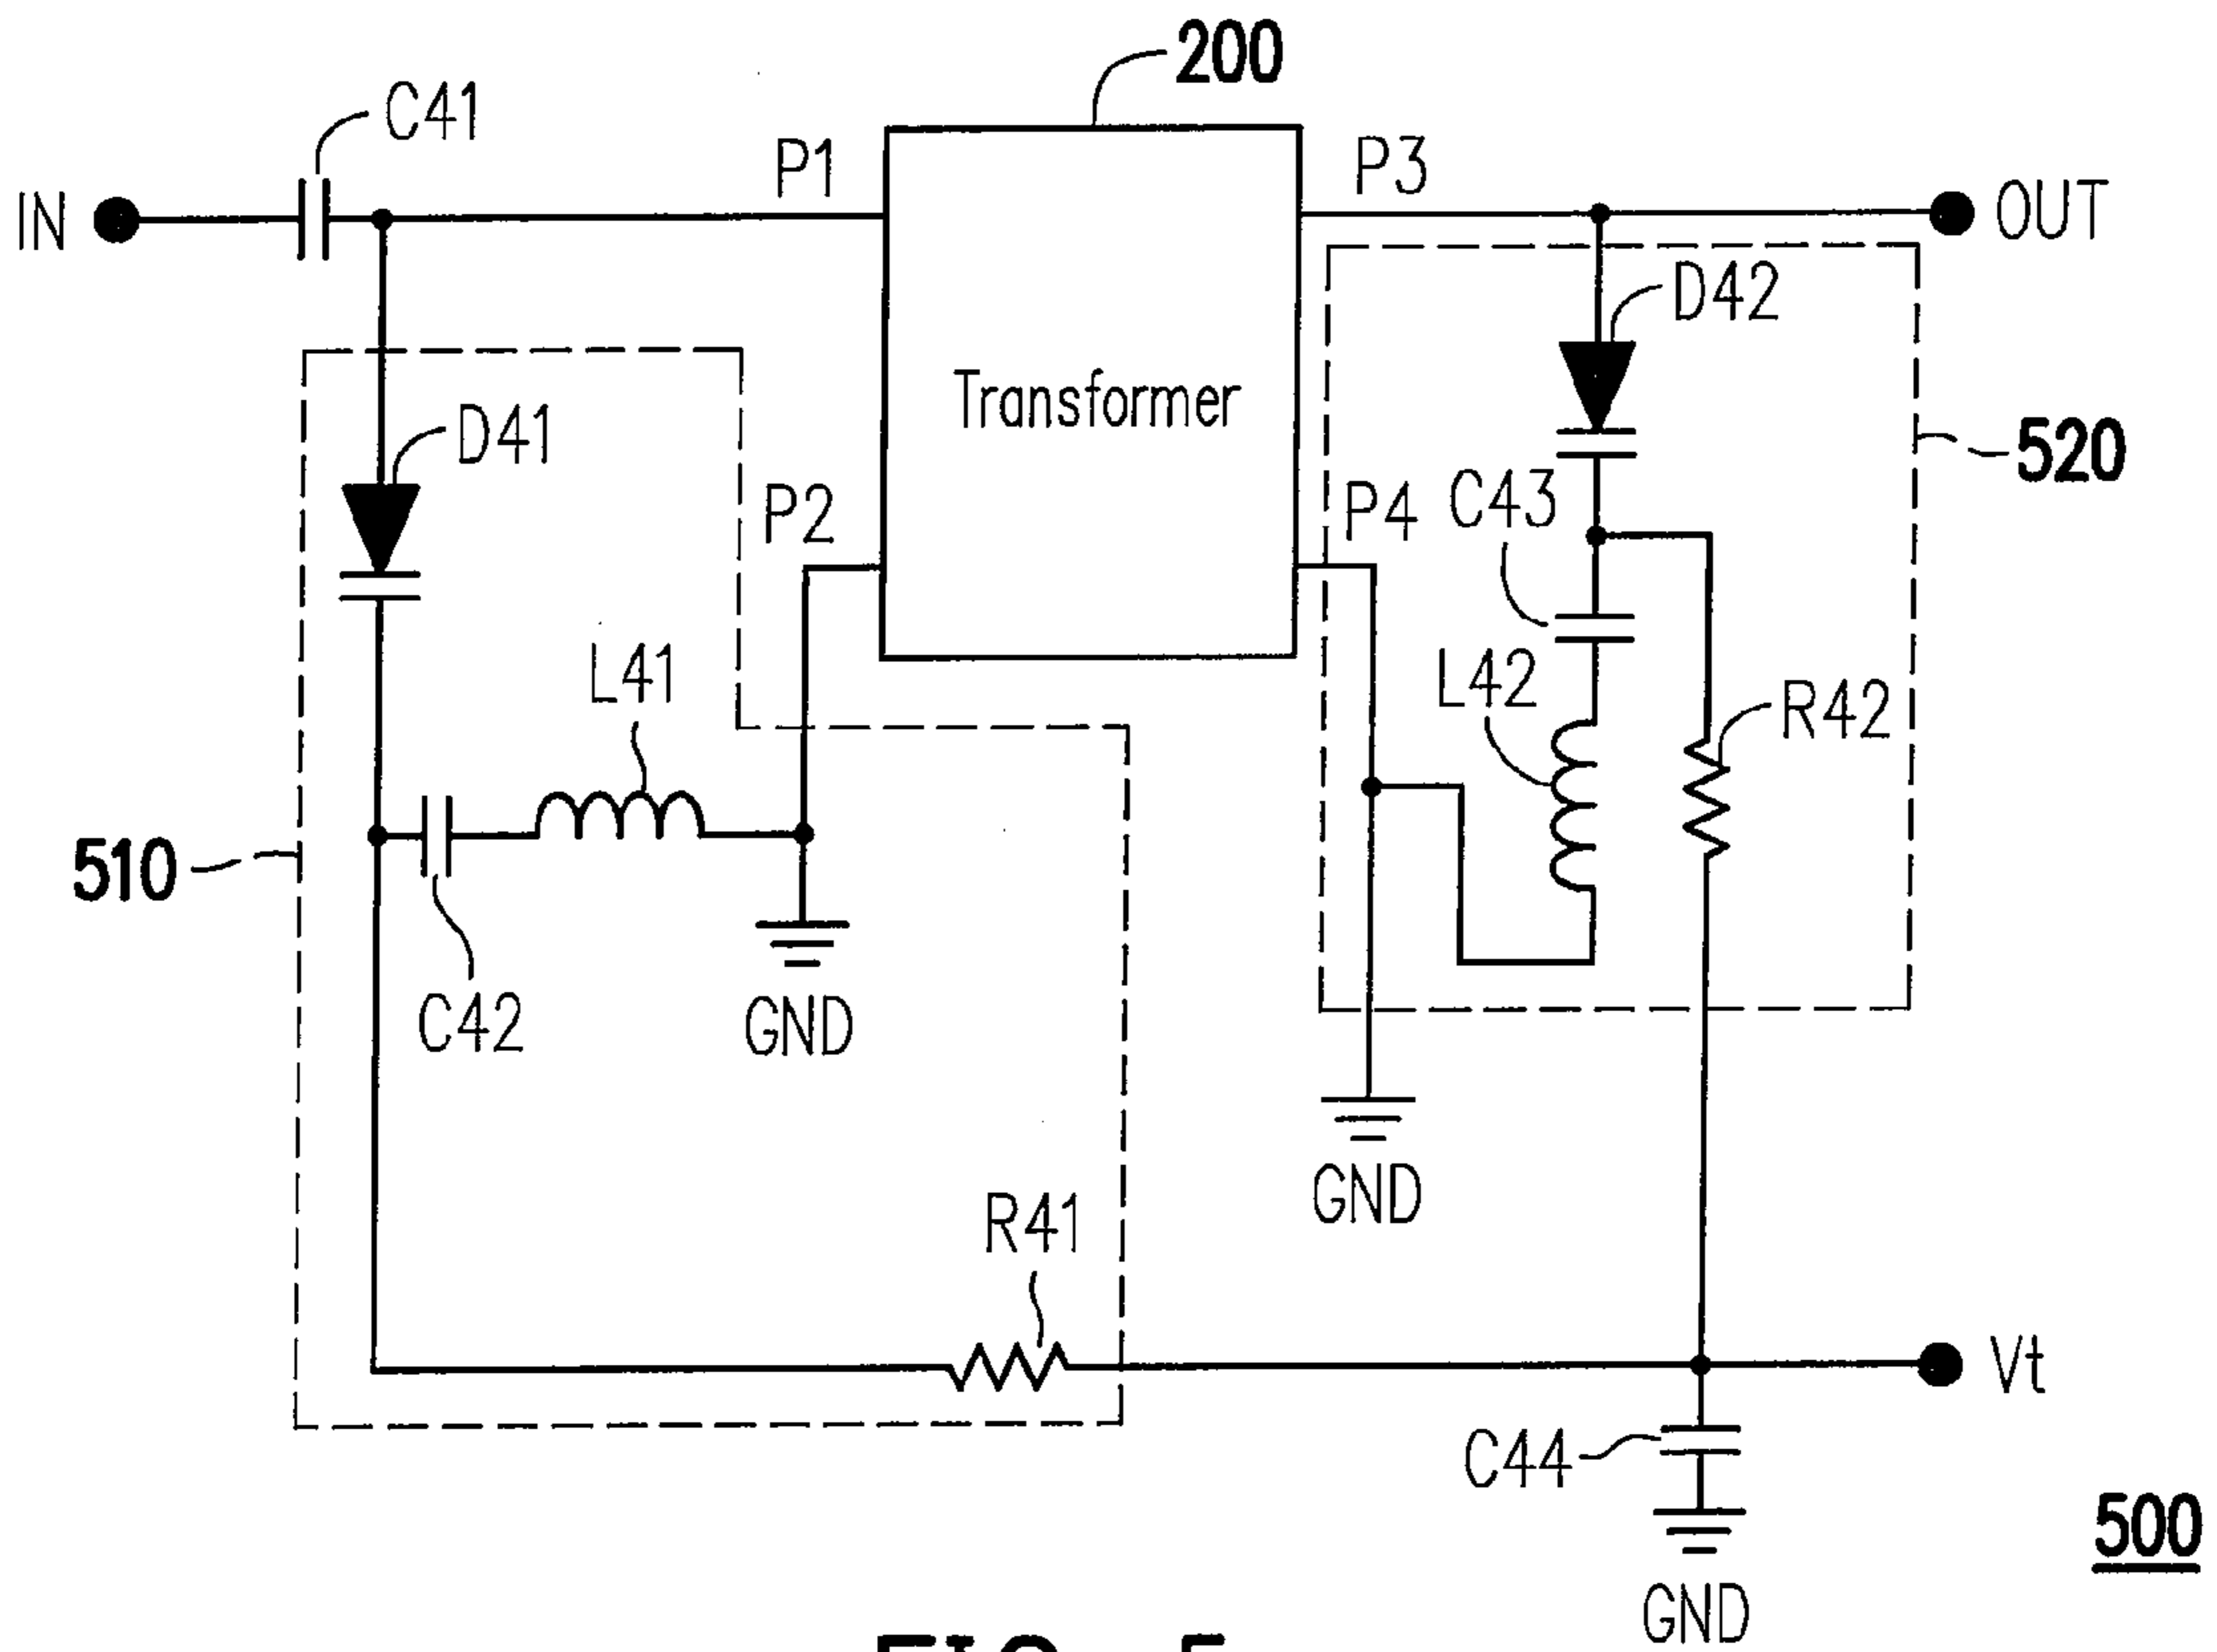 200
C41
P1
P3
IN
OUT
D42
D41
520
P2
P4
C43
Transformer
L41
L42
R42
510
C42
GND
R41
GND
Vt
C44
500
GND